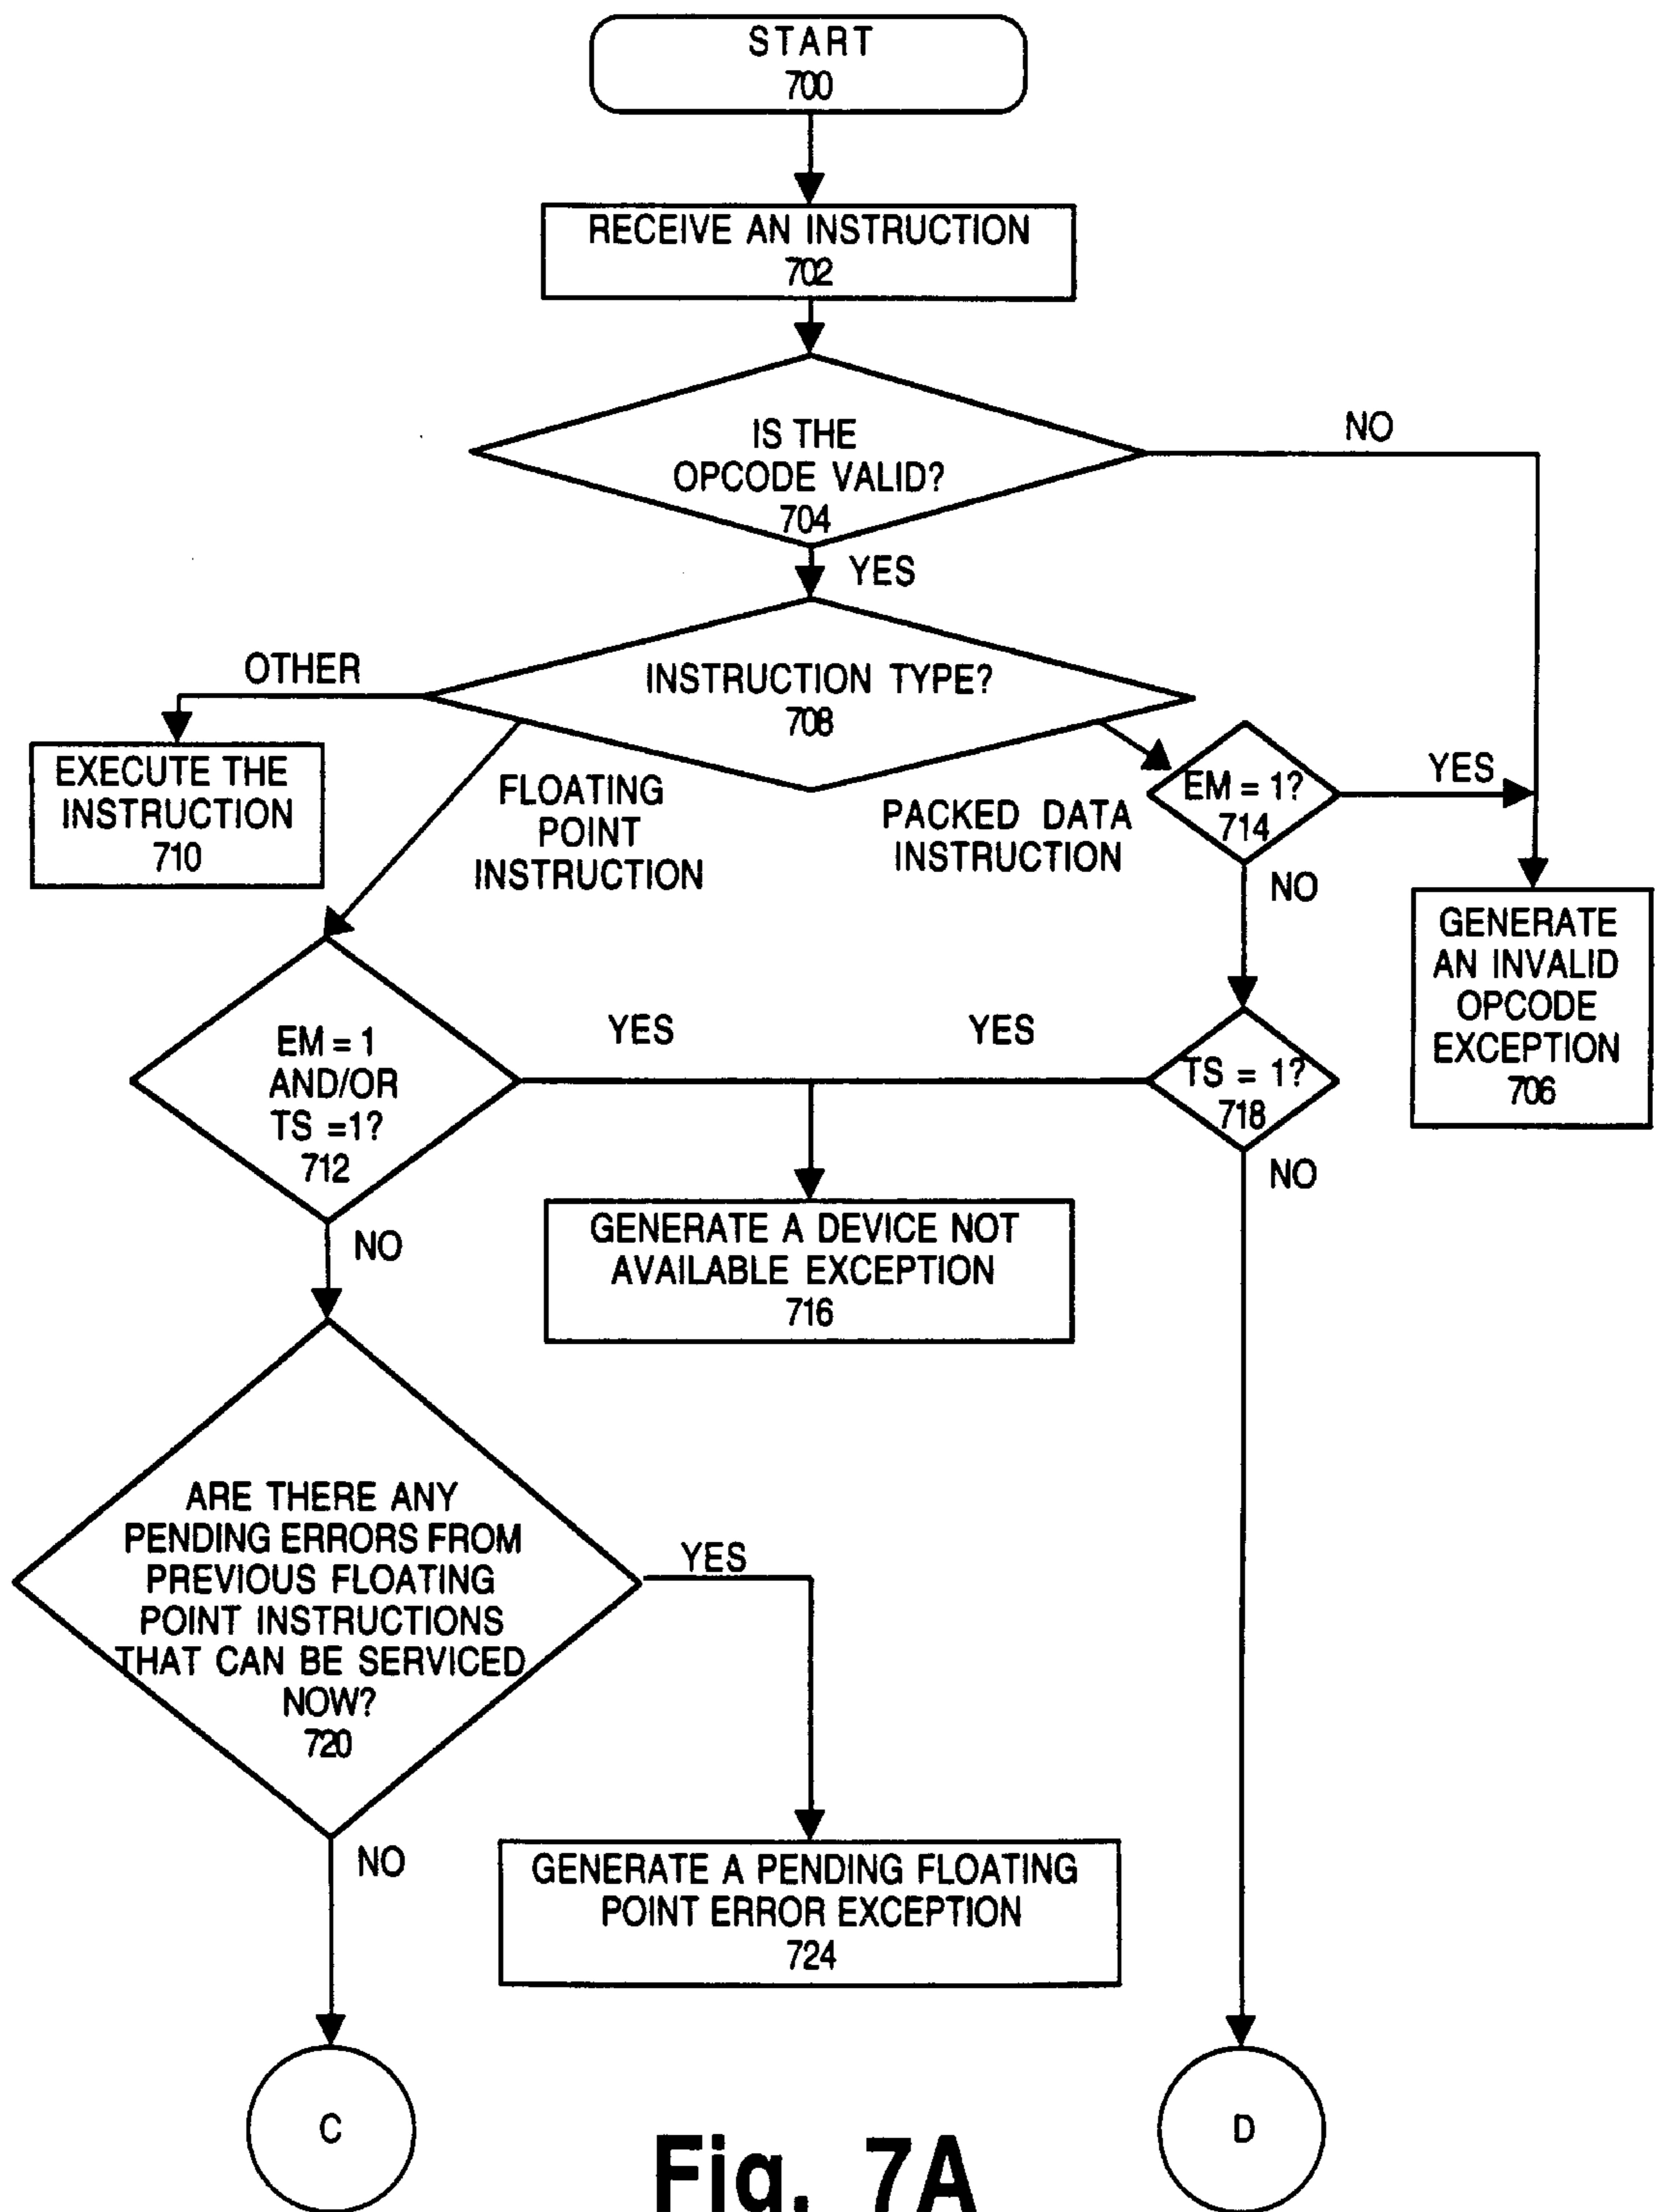 START
700
RECEIVE AN INSTRUCTION
702
IS THE
OPCODE VALID?
704
NO
YES
INSTRUCTION TYPE?
708
OTHER
EXECUTE THE
INSTRUCTION
710
FLOATING
POINT
INSTRUCTION
PACKED DATA
INSTRUCTION
EM = 1?
714
YES
NO
GENERATE
AN INVALID
OPCODE
EXCEPTION
706
EM = 1
AND/OR
TS =1?
712
YES
YES
TS = 1?
718
NO
NO
GENERATE A DEVICE NOT
AVAILABLE EXCEPTION
716
ARE THERE ANY
PENDING ERRORS FROM
PREVIOUS FLOATING
POINT INSTRUCTIONS
THAT CAN BE SERVICED
NOW?
720
YES
NO
GENERATE A PENDING FLOATING
POINT ERROR EXCEPTION
724
C
D
Fig. 7A